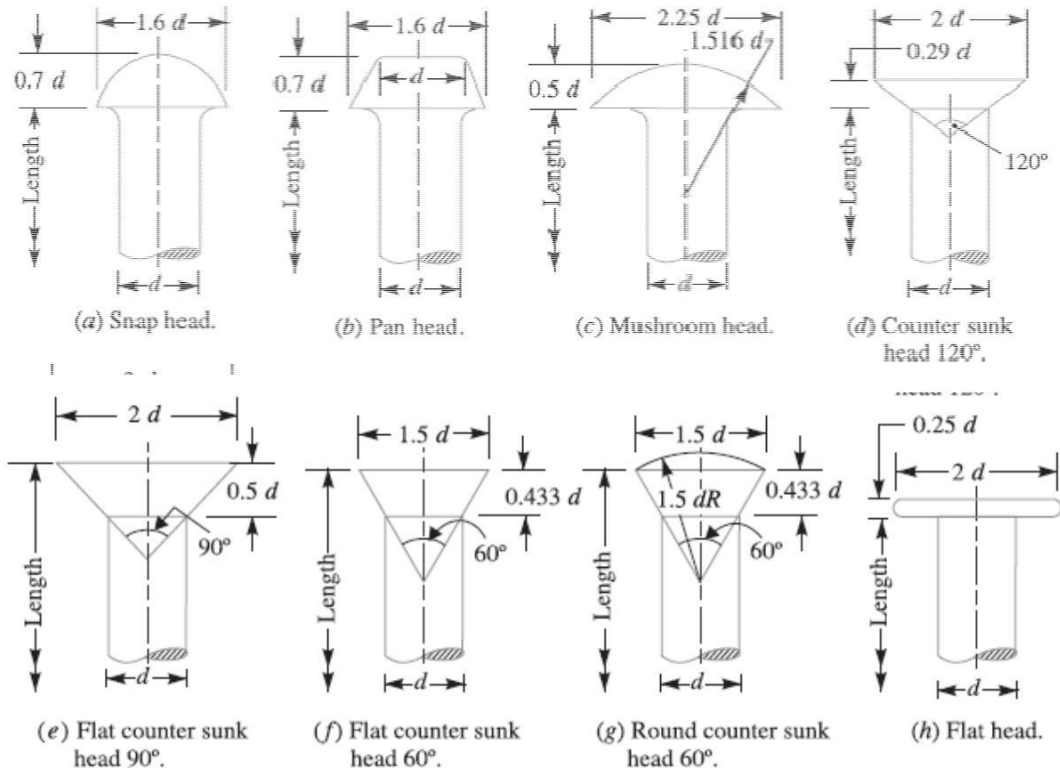 1.6 d
0.7 d
Length
d
(a) Snap head.
1.6 d
d
0.7 d
Length
d
(b) Pan head.
2.25 d
1.516 d
0.5 d
Length
d
(c) Mushroom head.
2 d
0.29 d
Length
120°
d
(d) Counter sunk
head 120°.
2 d
0.5 d
90°
Length
d
(e) Flat counter sunk
head 90°.
1.5 d
0.433 d
60°
Length
d
(f) Flat counter sunk
head 60°.
1.5 d
1.5 dR
0.433 d
60°
Length
d
(g) Round counter sunk
head 60°.
0.25 d
2 d
Length
d
(h) Flat head.